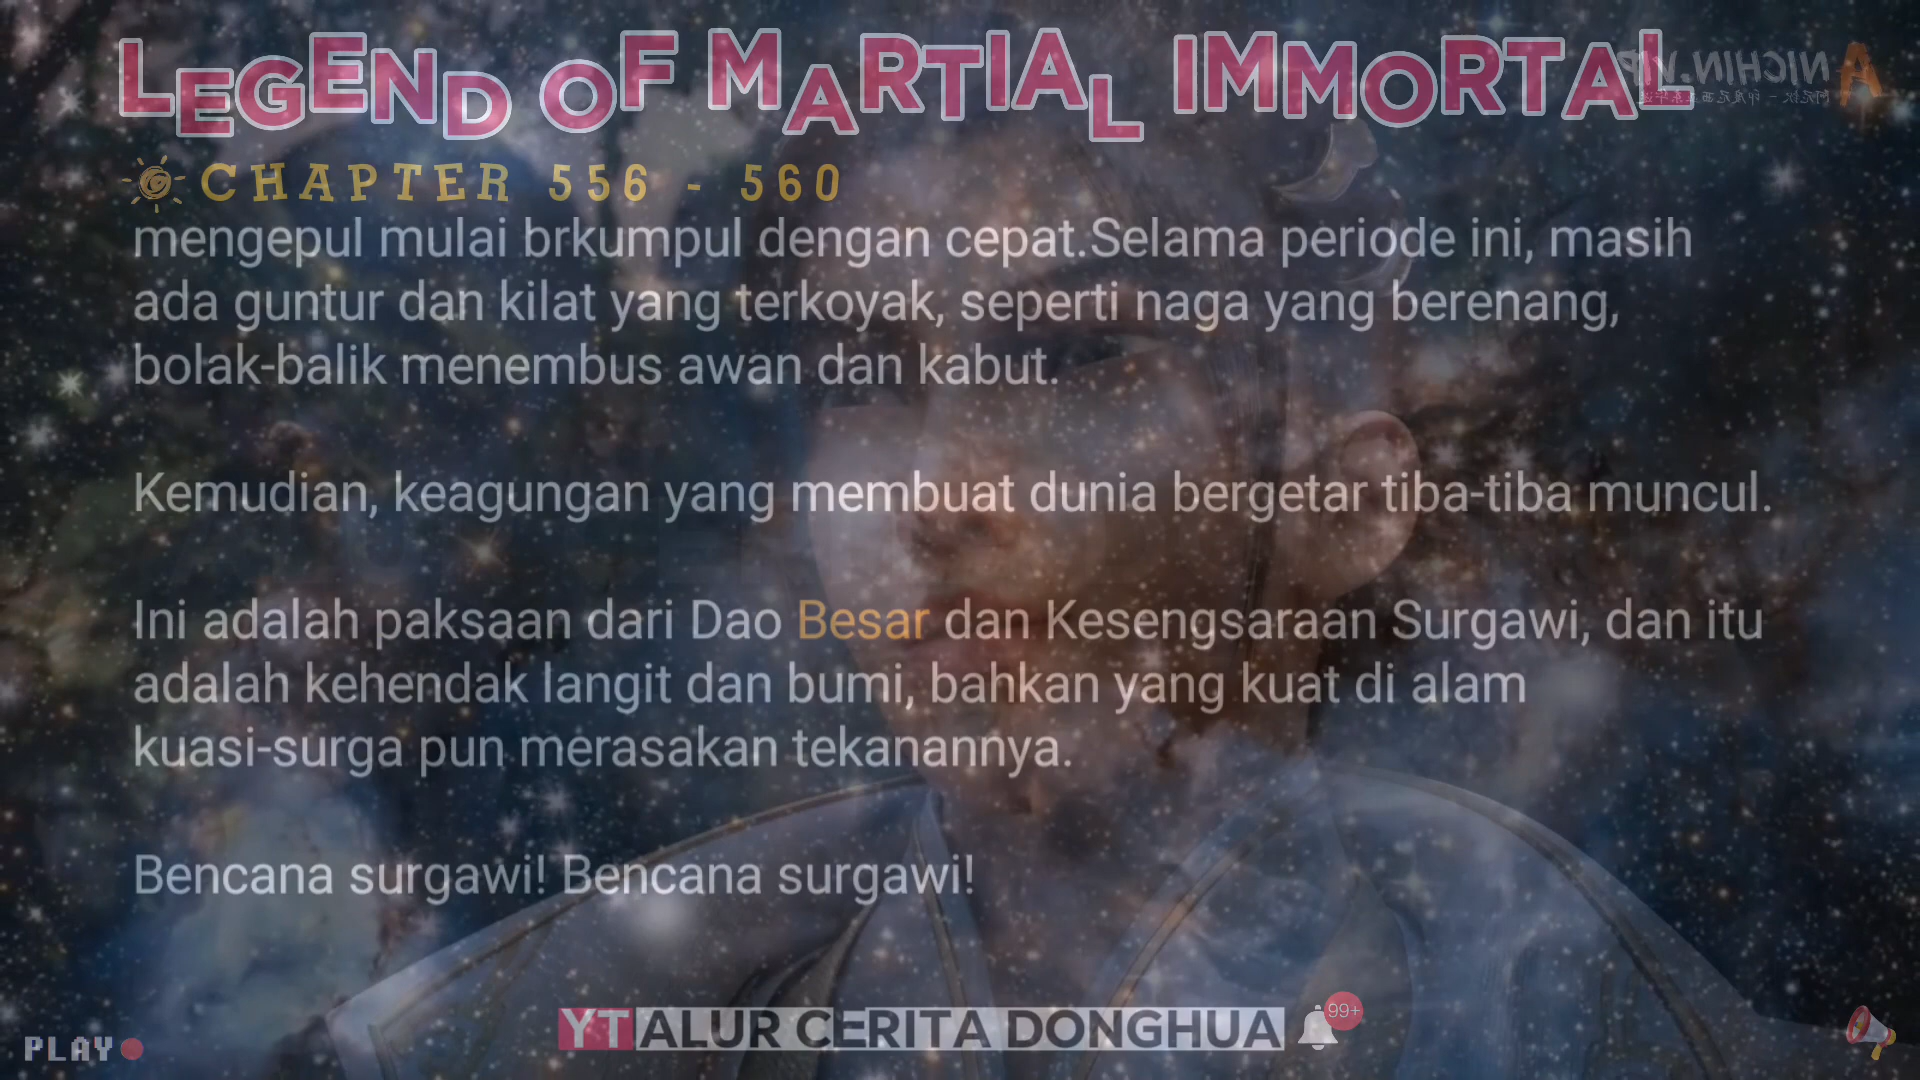 LEGEND OF MARTIAL IMMORTAL
CHAPTER 556 - 560
mengepul mulai brkumpul dengan cepat.Selama periode ini, masih
ada guntur dan kilat yang terkoyak, seperti naga yang berenang,
bolak-balik menembus awan dan kabut.
Kemudian, keagungan yang membuat dunia bergetar tiba-tiba muncul.
Ini adalah paksaan dari Dao Besar dan Kesengsaraan Surgawi, dan itu
adalah kehendak langit dan bumi, bahkan yang kuat di alam
kuasi-surga pun merasakan tekanannya.
Bencana surgawi! Bencana surgawi!
YT ALUR CERITA DONGHUA
99+
PLAY